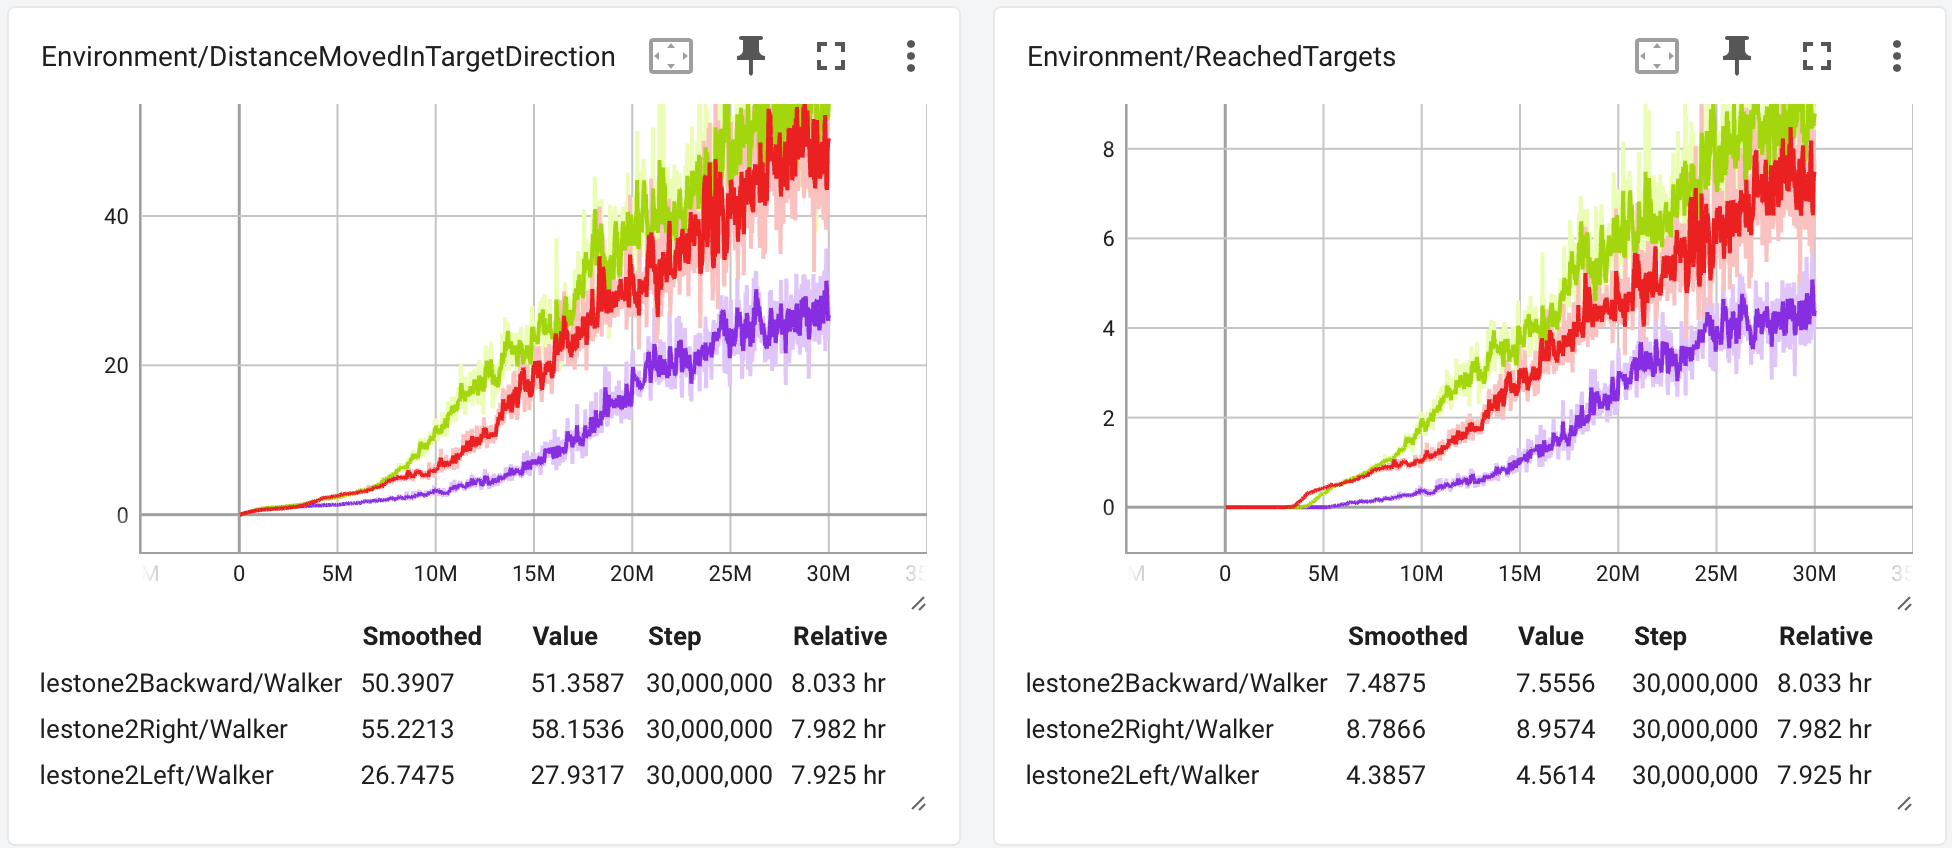 Environment/DistanceMovedInTargetDirection
40
20
0
M 0 5M 10M 15M 20M 25M 30M 35
Smoothed Value Step Relative
lestone2Backward/Walker 50.3907 51.3587 30,000,000 8.033 hr
lestone2Right/Walker 55.2213 58.1536 30,000,000 7.982 hr
lestone2Left/Walker 26.7475 27.9317 30,000,000 7.925 hr
Environment/ReachedTargets
8
6
4
2
0
M 0 5M 10M 15M 20M 25M 30M 35
Smoothed Value Step Relative
lestone2Backward/Walker 7.4875 7.5556 30,000,000 8.033 hr
lestone2Right/Walker 8.7866 8.9574 30,000,000 7.982 hr
lestone2Left/Walker 4.3857 4.5614 30,000,000 7.925 hr